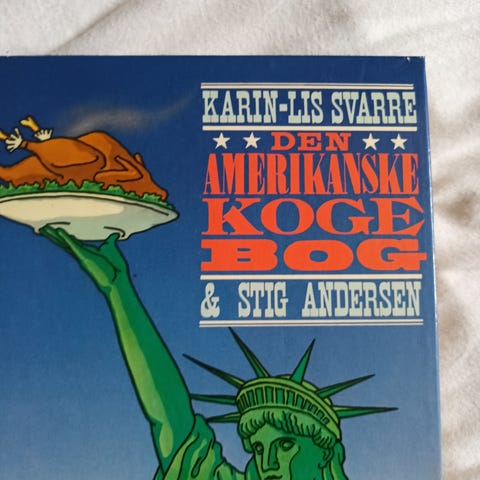 KARIN-LIS SVARRE
DEN
AMERIKANSKE
KOGE
BOG
& STIG ANDERSEN